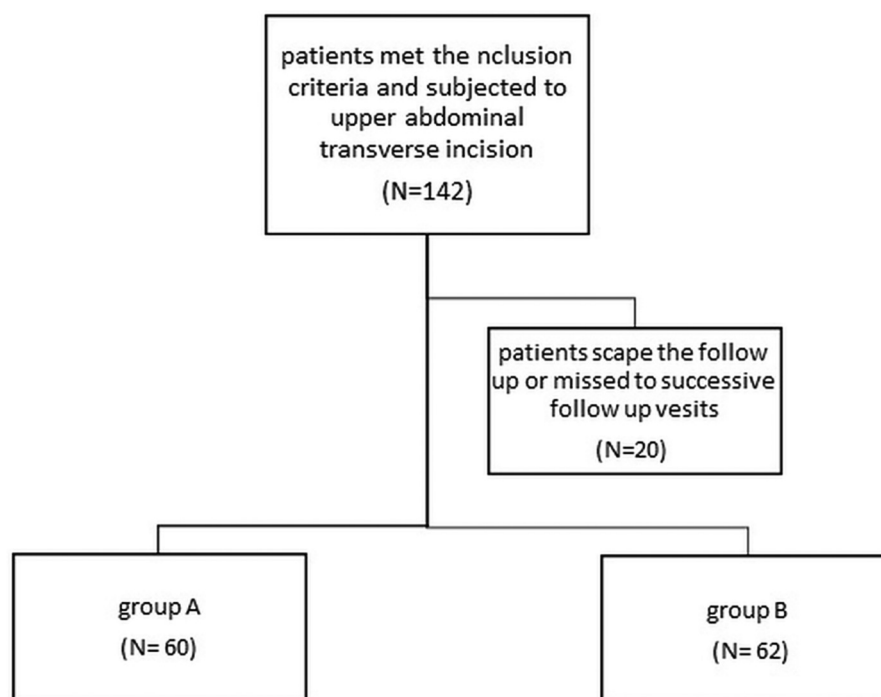 patients met the nclusion
criteria and subjected to
upper abdominal
transverse incision
(N=142)
patients scape the follow
up or missed to successive
follow up vesits
(N=20)
group A
(N= 60)
group B
(N= 62)